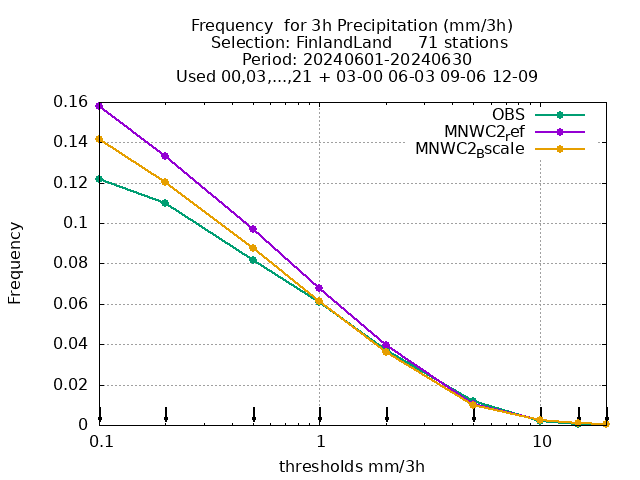 Frequency  for 3h Precipitation (mm/3h)
Selection: FinlandLand     71 stations
Period: 20240601-20240630
Used 00,03,...,21 + 03-00 06-03 09-06 12-09
OBS
MNWC2ref
MNWC2Bscale
0.16
0.14
0.12
0.1
0.08
0.06
0.04
0.02
0
Frequency
0.1 1 10
thresholds mm/3h